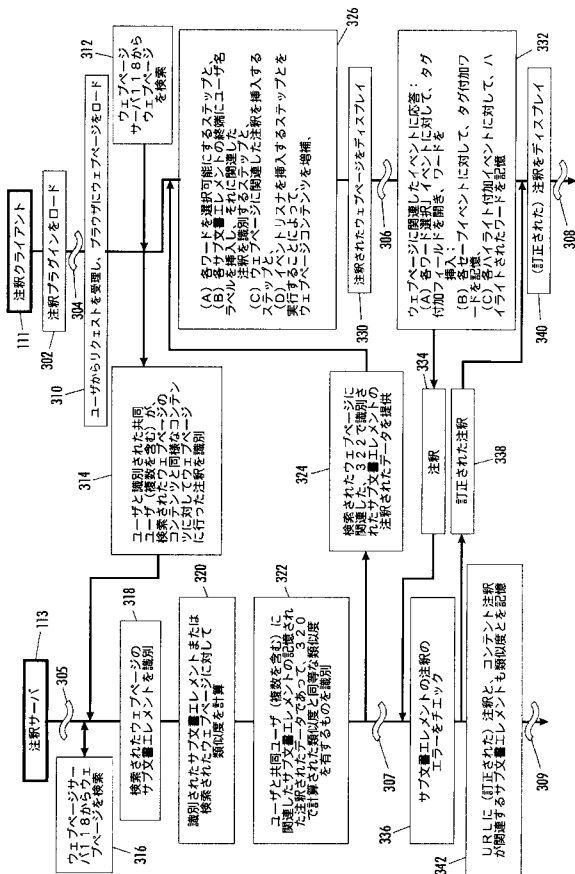 注釈クライアント
111
302
注釈プラグインをロード
304
310
ユーザからリクエストを受理し、ブラウザにウェブページをロード
312
ウェブページ
サーバ118から
ウェブページ
を検索
注釈サーバ
113
305
ウェブページサー
バ118からウェ
ブページを検索
316
314
ユーザと識別された共同
ユーザ(複数を含む)が、
検索されたウェブページの
コンテンツと同様なコンテン
ツに対してウェブページ
に行った注釈を識別
318
検索されたウェブページの
サブ文書エレメントを識別
320
識別されたサブ文書エレメントまたは
検索されたウェブページに対して
類似度を計算
322
ユーザと共同ユーザ(複数を含む)に
関連したサブ文書エレメントの記憶され
た注釈されたデータであって、320
で計算された類似度と同等な類似度
を有するものを識別
324
検索されたウェブページに
関連した、322で識別さ
れたサブ文書エレメントの
注釈されたデータを提供
326
(A)各ワードを選択可能にするステップと、
(B)各サブ文書エレメントの終端にユーザ名
ラベルを挿入し、それに関連した
注釈を識別するステップと、
(C)ウェブページに関連した注釈を挿入する
ステップと、
(D)イベントリスナを挿入するステップとを
実行することによって、
ウェブページコンテンツを増補、
330
注釈されたウェブページをディスプレイ
306
332
ウェブページに関連したイベントに応答:
(A)各ワード選択」イベントに対して、タグ
付加フィールドを開き、ワードを
挿入;
(B)各セーブイベントに対して、タグ付加ワ
ードを記憶;
(C)各ハイライト付加イベントに対して、ハ
イライトされたワードを記憶
307
334
注釈
336
サブ文書エレメントの注釈の
エラーをチェック
338
訂正された注釈
340
(訂正された)注釈をディスプレイ
308
342
URLに(訂正された)注釈と、コンテント注釈
が関連するサブ文書エレメントも類似度とを記憶
309